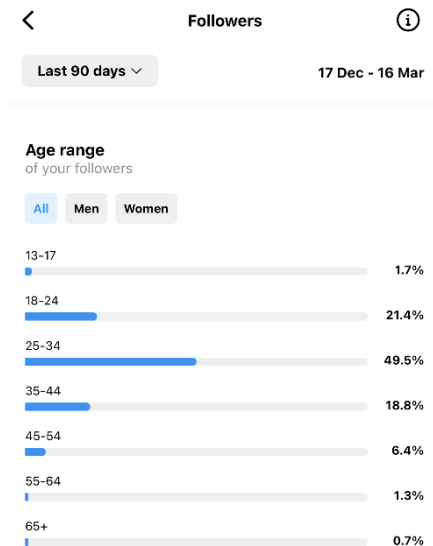 Followers
Last 90 days
17 Dec - 16 Mar
Age range
of your followers
All Men Women
13-17
1.7%
18-24
21.4%
25-34
49.5%
35-44
18.8%
45-54
6.4%
55-64
1.3%
65+
0.7%